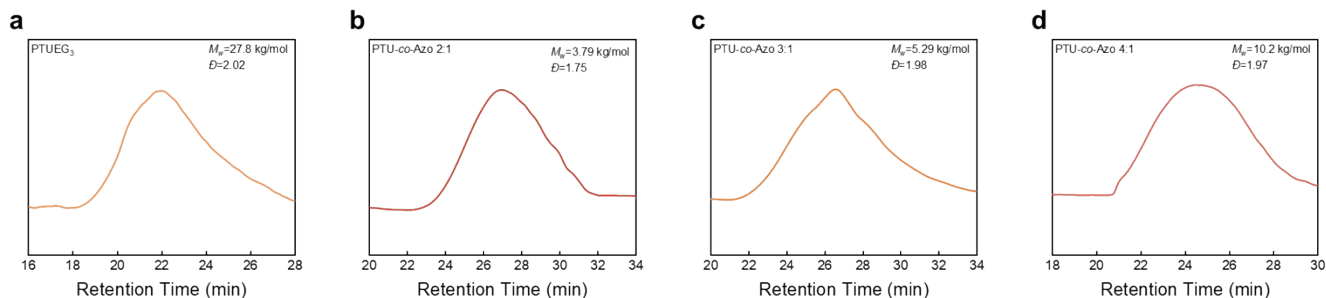 a
PTUEG₃
Mw=27.8 kg/mol
Đ=2.02
16 18 20 22 24 26 28
Retention Time (min)
b
PTU-co-Azo 2:1
Mw=3.79 kg/mol
Đ=1.75
20 22 24 26 28 30 32 34
Retention Time (min)
c
PTU-co-Azo 3:1
Mw=5.29 kg/mol
Đ=1.98
20 22 24 26 28 30 32 34
Retention Time (min)
d
PTU-co-Azo 4:1
Mw=10.2 kg/mol
Đ=1.97
18 20 22 24 26 28 30
Retention Time (min)